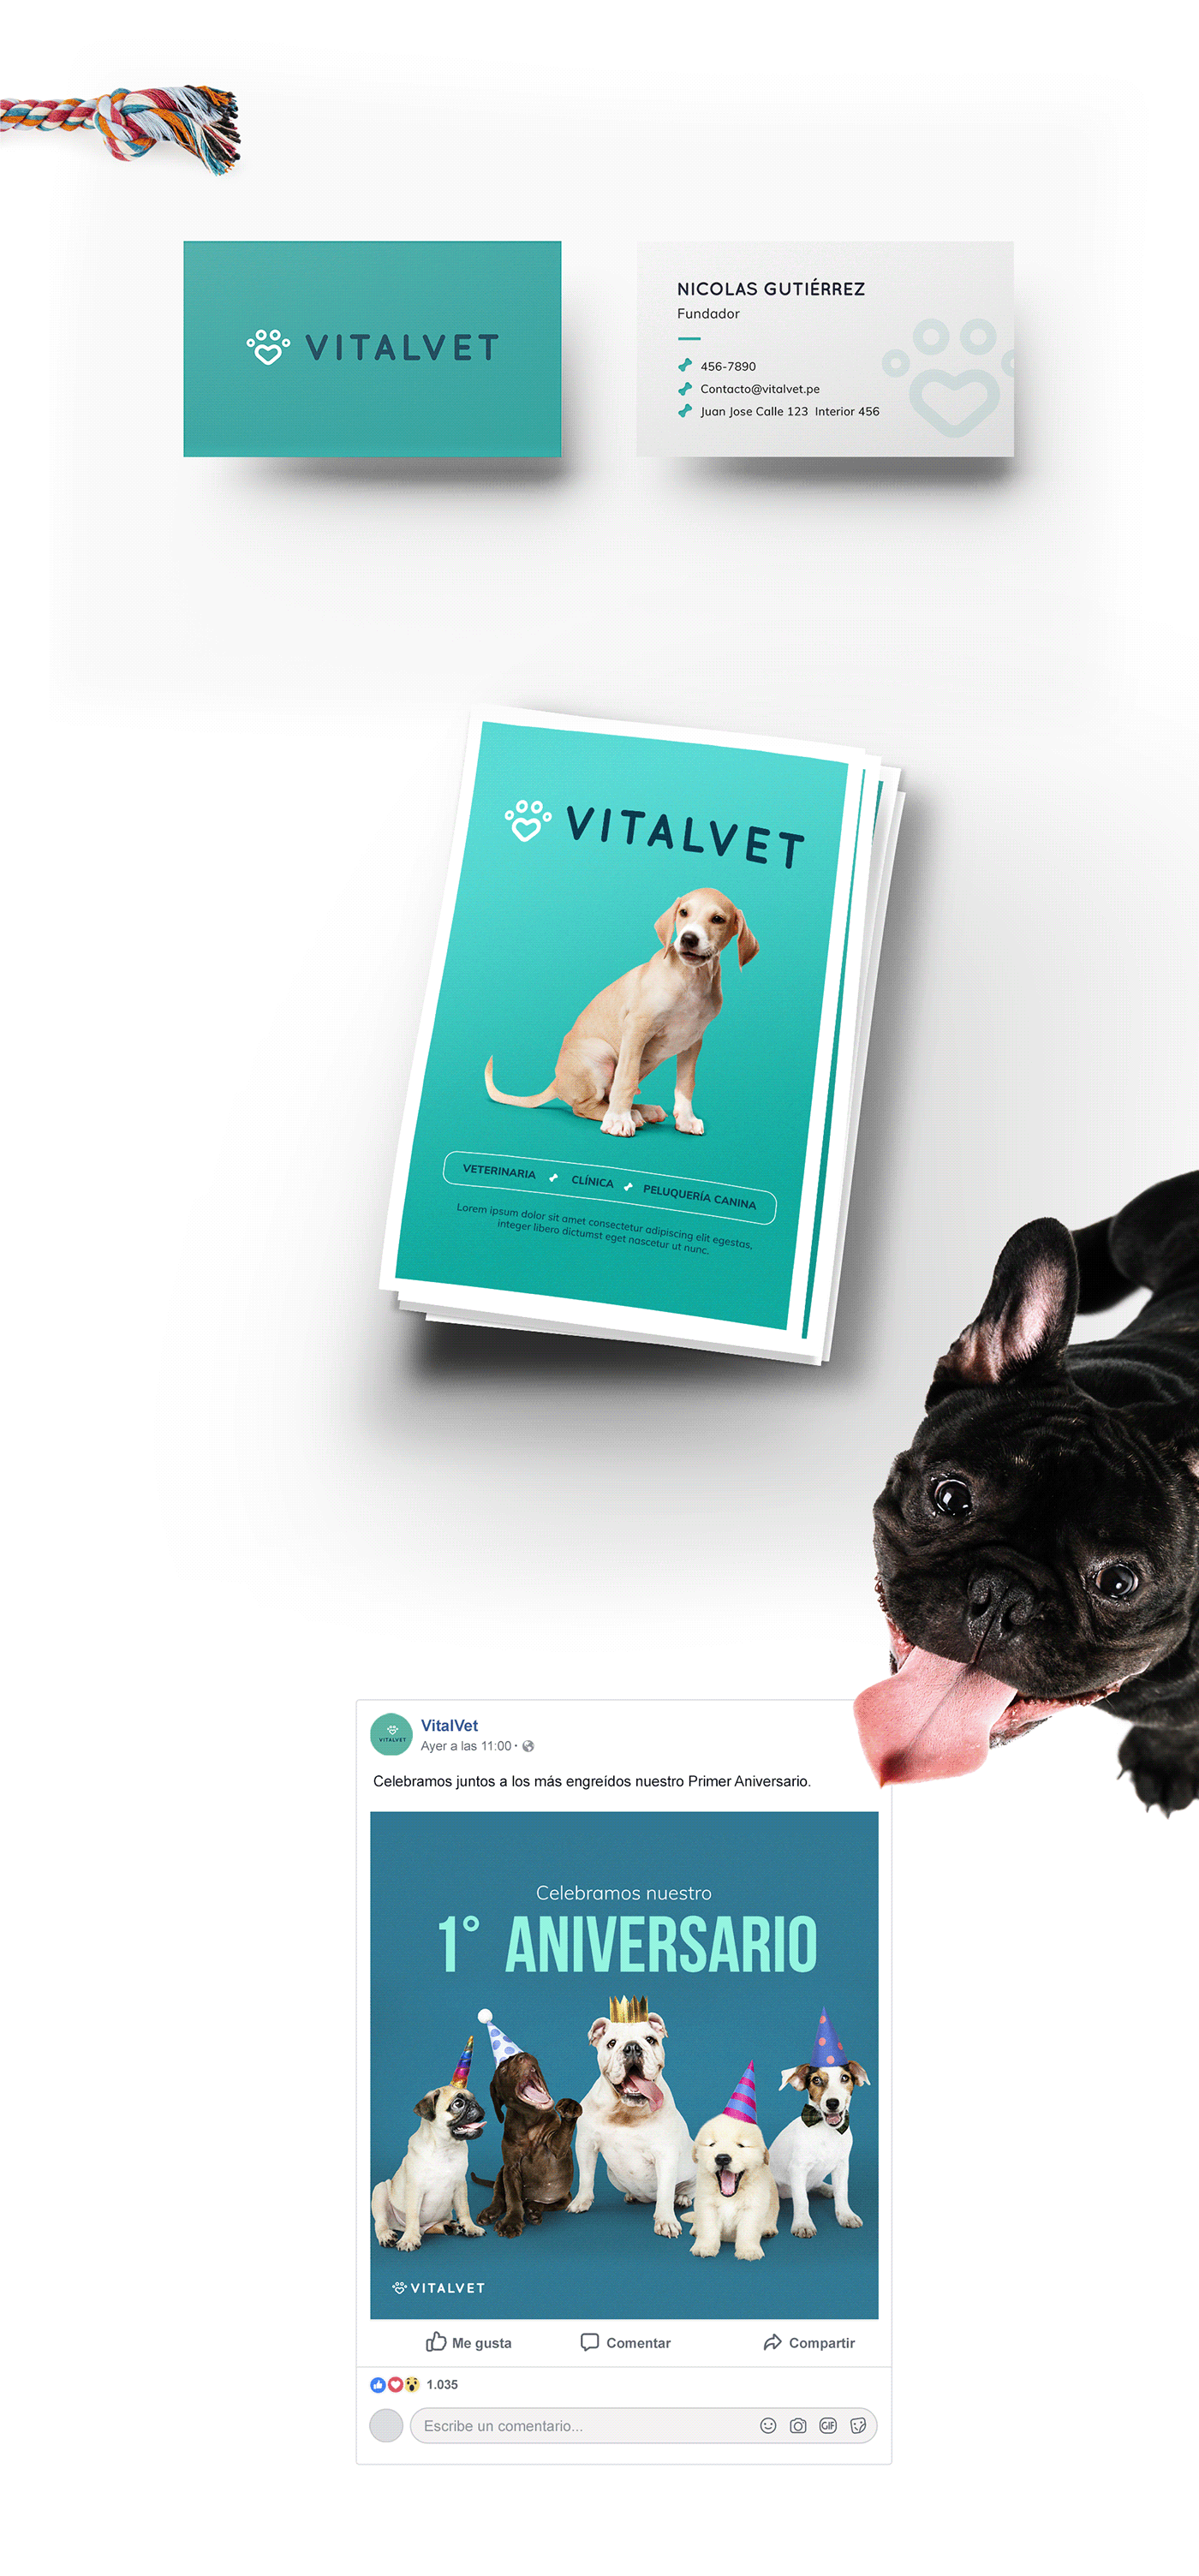 VITALVET
NICOLAS GUTIÉRREZ
Fundador
456-7890
Contacto@vitalvet.pe
Juan Jose Calle 123 Interior 456
VITALVET
VETERINARIA CLÍNICA PELUQUERÍA CANINA
Lorem ipsum dolor sit amet consectetur adipiscing elit egestas,
integer libero dictumst eget nascetur ut nunc.
VITALVET
VitalVet
Ayer a las 11:00 ·
Celebramos juntos a los más engreídos nuestro Primer Aniversario.
Celebramos nuestro
1° ANIVERSARIO
VITALVET
Me gusta Comentar Compartir
1.035
Escribe un comentario... GIF